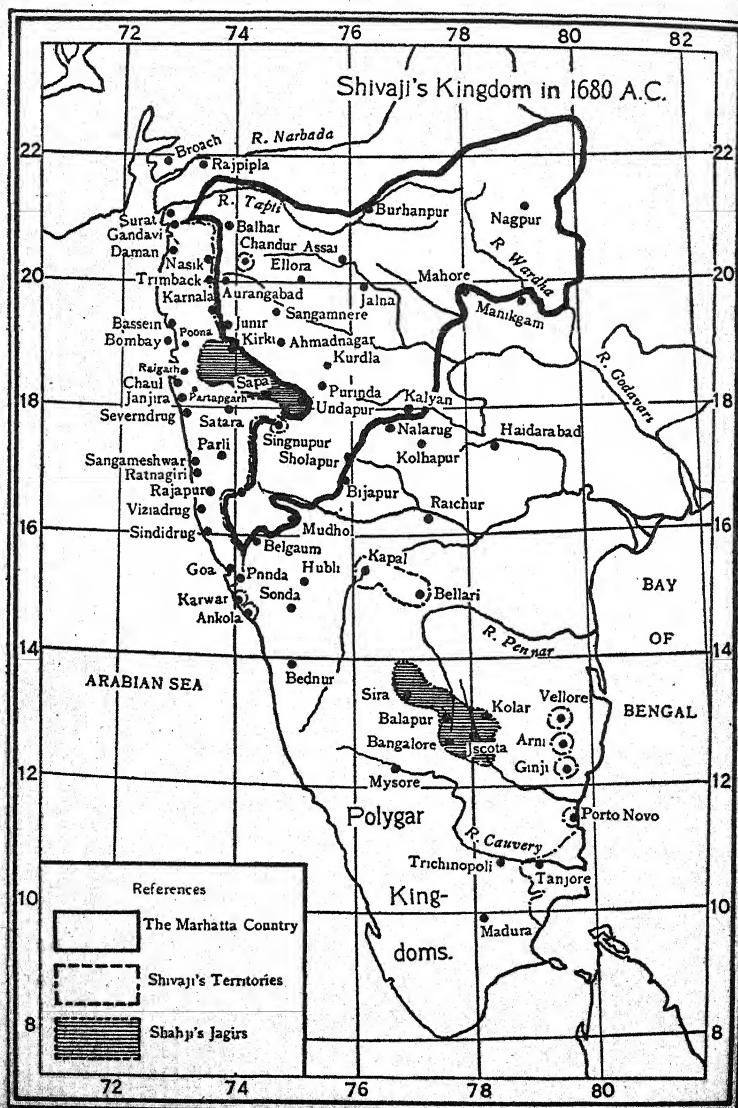 72 74 76 78 80 82
Shivaji's Kingdom in 1680 A.C.
R. Narbada
Broach
22 22
Rajpipla
R. Tapti
Burhanpur
Nagpur
Surat
Gandavi
Balhar
Daman
Chandur Assai
R Wardha
Nasik
Ellora
20 20
Trimback
Aurangabad
Mahore
Karnala
Jalna
Manikgam
Sangamnere
Bassein
Junir
Bombay
Poona
Kirki
Ahmadnagar
Kurdla
R. Godavari
Raigarh
Chaul
Sapa
Purinda
Janjira
Partapgarh
Undapur
Kalyan
18 18
Severndrug
Satara
Singnupur
Nalarug
Haidarabad
Parli
Sholapur
Kolhapur
Sangameshwar
Ratnagiri
Rajapur
Bijapur
Raichur
Viziadrug
16 16
Sindidrug
Mudhol
Belgaum
Goa
Pnnda
Hubli
Kapal
BAY
Karwar
Sonda
Bellari
Ankola
OF
R. Pennar
14 14
Bednur
ARABIAN SEA
Sira
Kolar
Vellore
BENGAL
Balapur
Arni
Bangalore
Jscota
Ginji
12 12
Mysore
Polygar
Porto Novo
R. Cauvery
Trichinopoli
Tanjore
References
10 10
King-
The Marhatta Country
Madura
doms.
Shivaji's Territories
8 8
Shahji's Jagirs
72 74 76 78 80